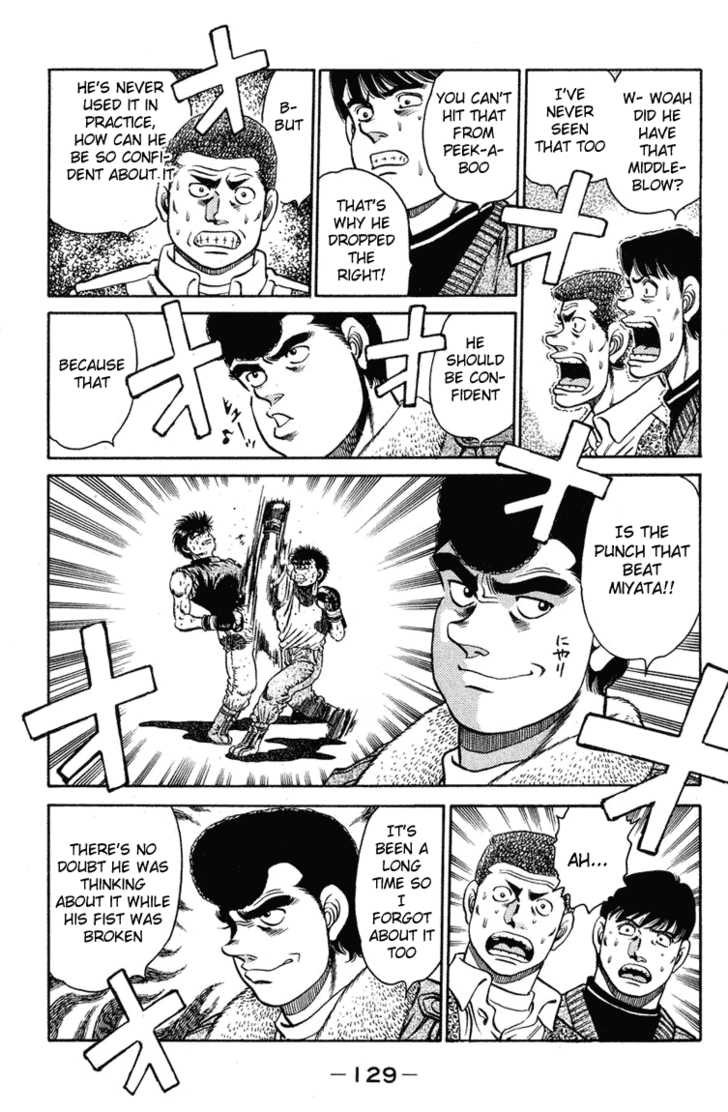 W- WOAH
DID HE
HAVE
THAT
MIDDLE-
BLOW?
I'VE
NEVER
SEEN
THAT TOO
YOU CAN'T
HIT THAT
FROM
PEEK-A-
BOO
THAT'S
WHY HE
DROPPED
THE
RIGHT!
B-
BUT
HE'S NEVER
USED IT IN
PRACTICE,
HOW CAN HE
BE SO CONFI-
DENT ABOUT IT
オ
オ
HE
SHOULD
BE CON-
FIDENT
BECAUSE
THAT
オ
オ
ピュー♪
IS THE
PUNCH THAT
BEAT
MIYATA!!
オ
オ
オ
にやり
AH...
IT'S
BEEN A
LONG
TIME SO
I
FORGOT
ABOUT IT
TOO
THERE'S NO
DOUBT HE WAS
THINKING
ABOUT IT WHILE
HIS FIST WAS
BROKEN
オ
－129－